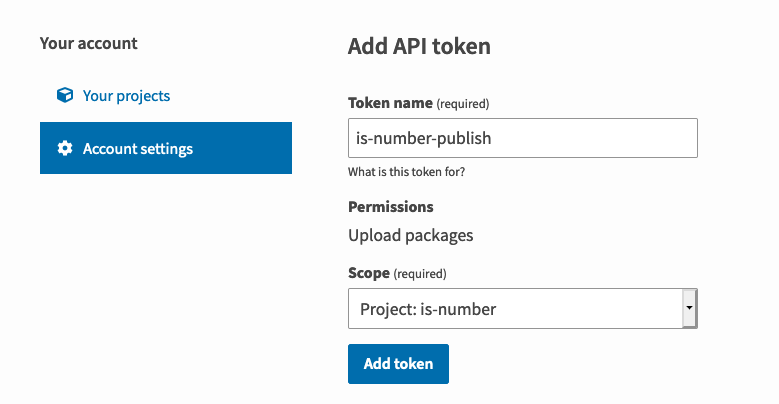 Your account
Your projects
Account settings
Add API token
Token name (required)
is-number-publish
What is this token for?
Permissions
Upload packages
Scope (required)
Project: is-number
Add token